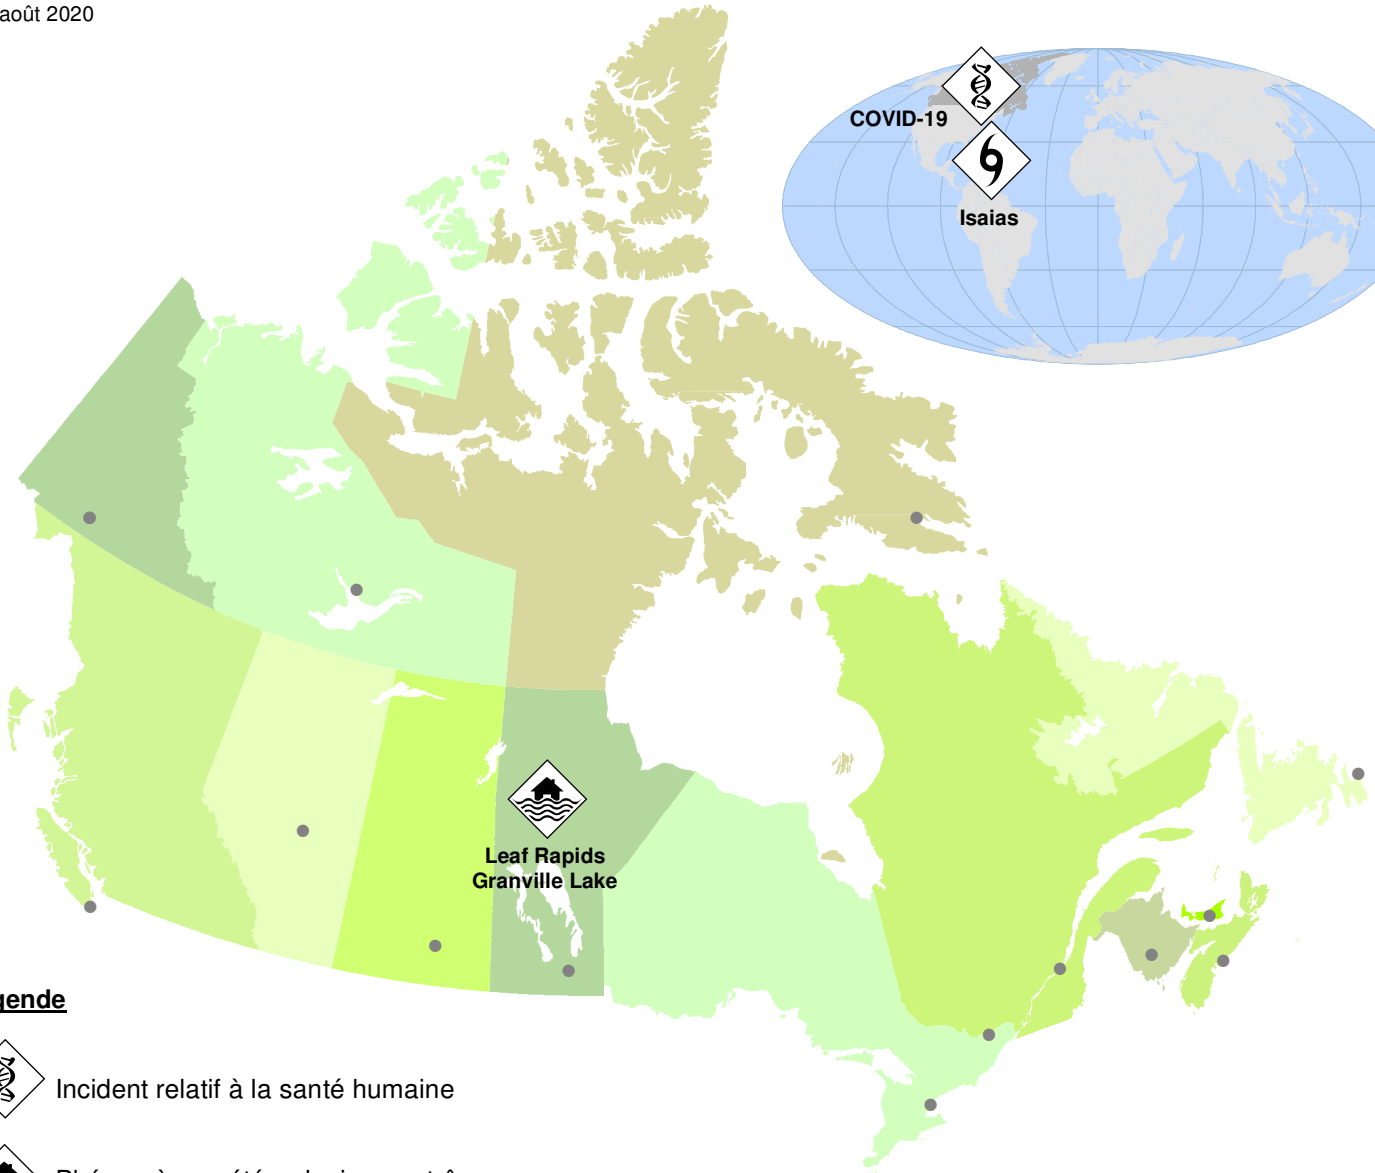 août 2020
COVID-19
Isaias
Leaf Rapids
Granville Lake
gende
Incident relatif à la santé humaine